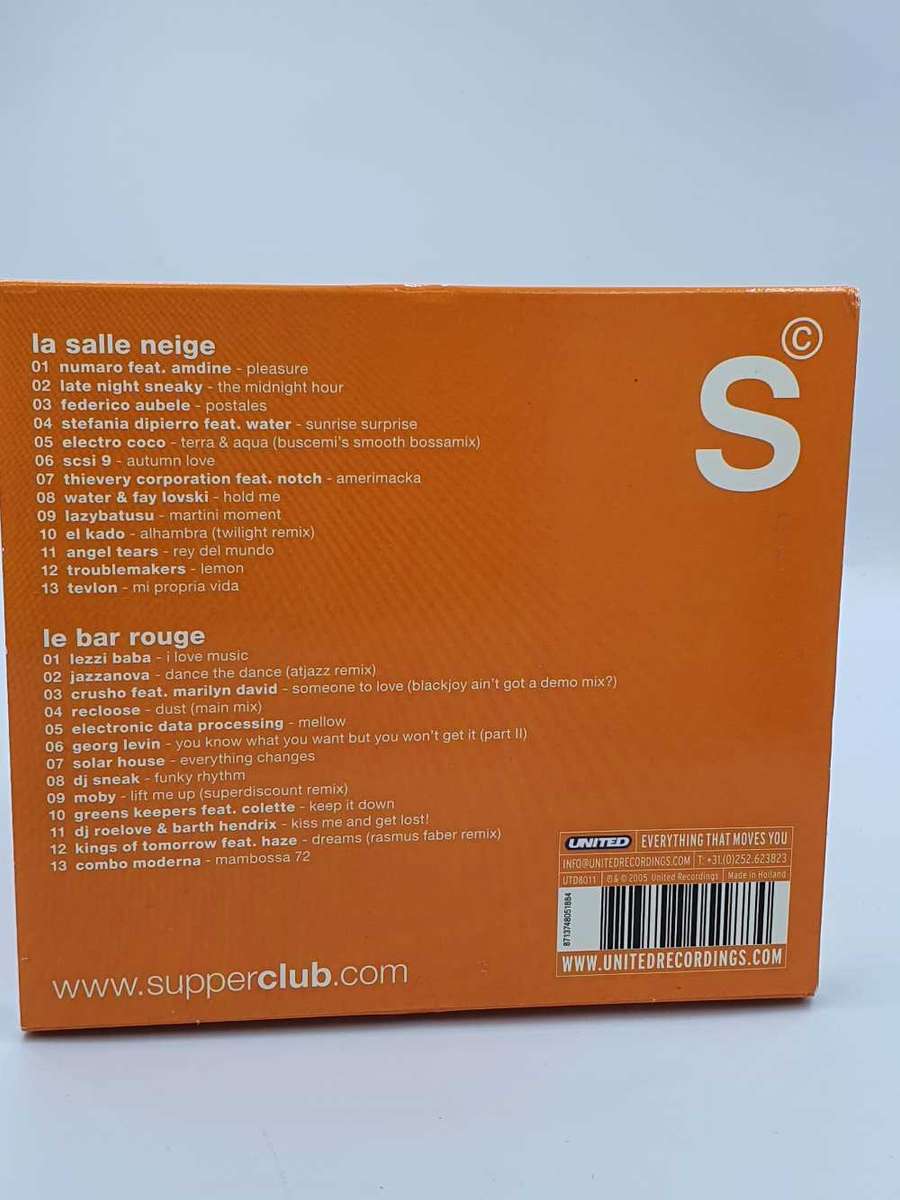 la salle neige
01 numaro feat. amdine - pleasure
02 late night sneaky - the midnight hour
03 federico aubele - postales
04 stefania dipierro feat. water - sunrise surprise
05 electro coco - terra & aqua (buscemi's smooth bossamix)
06 scsi 9 - autumn love
07 thievery corporation feat. notch - amerimacka
08 water & fay lovski - hold me
09 lazybatusu - martini moment
10 el kado - alhambra (twilight remix)
11 angel tears - rey del mundo
12 troublemakers - lemon
13 tevlon - mi propria vida
le bar rouge
01 lezzi baba - i love music
02 jazzanova - dance the dance (atjazz remix)
03 crusho feat. marilyn david - someone to love (blackjoy ain't got a demo mix?)
04 recloose - dust (main mix)
05 electronic data processing - mellow
06 georg levin - you know what you want but you won't get it (part II)
07 solar house - everything changes
08 dj sneak - funky rhythm
09 moby - lift me up (superdiscount remix)
10 greens keepers feat. colette - keep it down
11 dj roelove & barth hendrix - kiss me and get lost!
12 kings of tomorrow feat. haze - dreams (rasmus faber remix)
13 combo moderna - mambossa 72
www.supperclub.com
S©
UNITED EVERYTHING THAT MOVES YOU
INFO@UNITEDRECORDINGS.COM T: +31.(0)252.623823
UTD8011 ℗ & © 2005 United Recordings Made in Holland
8713748051884
WWW.UNITEDRECORDINGS.COM